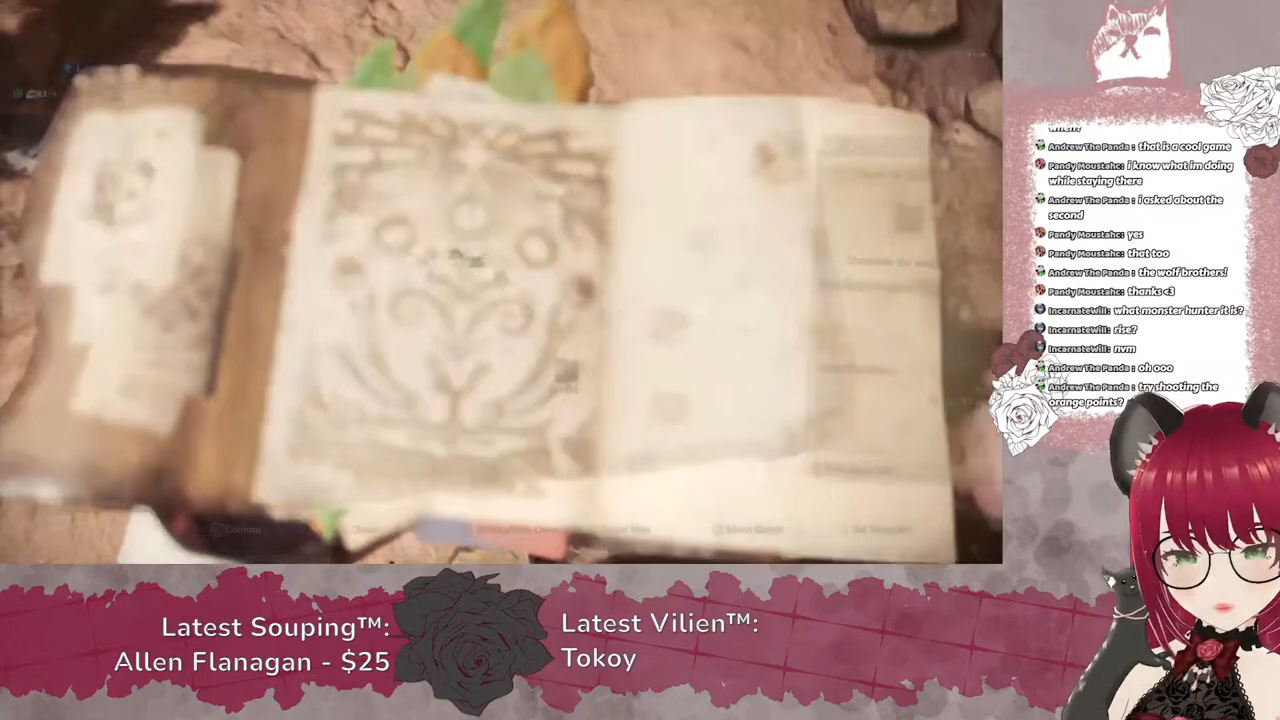 when?
Andrew The Panda : that is a cool game
Pandy Moustahc: i know what im doing
while staying there
Andrew The Panda : i asked about the
second
Pandy Moustahc: yes
Pandy Moustahc: that too
Andrew The Panda : the wolf brothers!
Pandy Moustahc: thanks <3
IncarnateWill: what monster hunter it is?
IncarnateWill: rise?
IncarnateWill: nvm
Andrew The Panda : oh ooo
Andrew The Panda : try shooting the
orange points?
Latest Souping™:
Allen Flanagan - $25
Latest Vilien™:
Tokoy